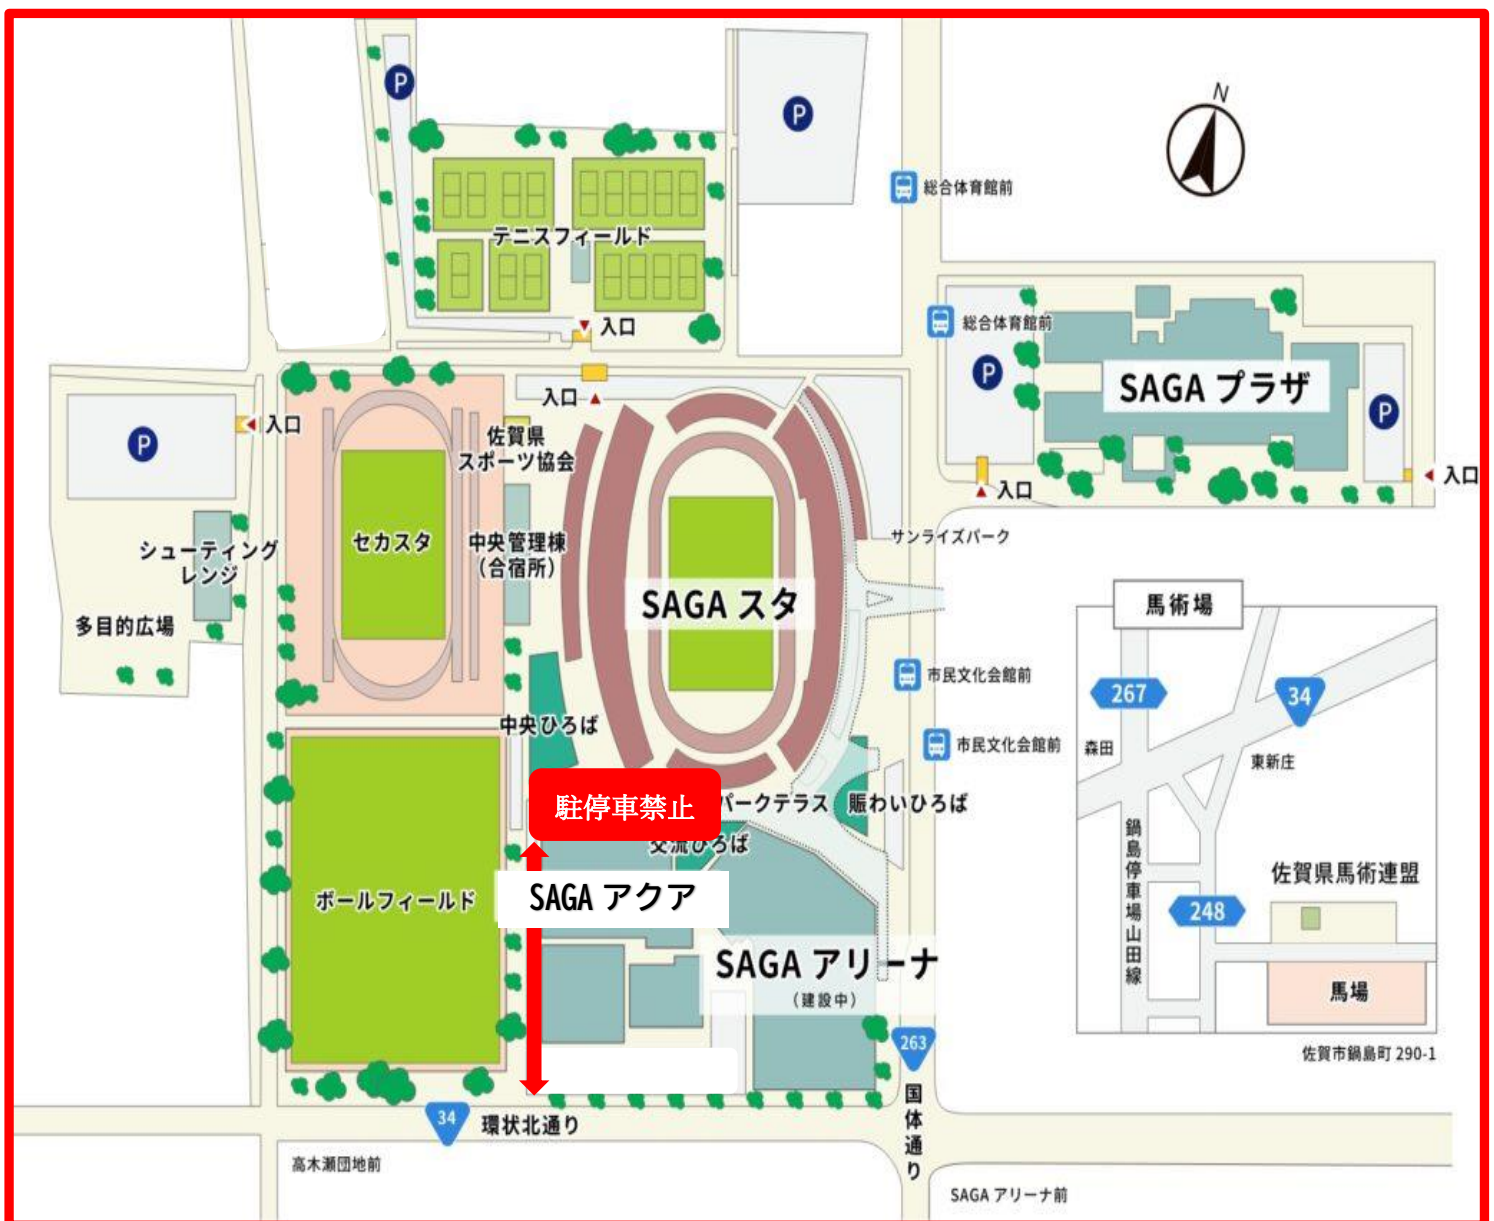 P
P
N
総合体育館前
テニスフィールド
入口
総合体育館前
P
SAGA プラザ
P
入口
入口
P
入口
佐賀県
スポーツ協会
入口
サンライズパーク
シューティング
レンジ
セカスタ
中央管理棟
（合宿所）
SAGA スタ
多目的広場
馬術場
267
34
森田
東新庄
鍋島停車場山田線
佐賀県馬術連盟
248
馬場
佐賀市鍋島町 290-1
市民文化会館前
市民文化会館前
中央ひろば
駐停車禁止
パークテラス
賑わいひろば
交流ひろば
ボールフィールド
SAGA アクア
SAGA アリーナ
（建設中）
263
国体通り
34
環状北通り
高木瀬団地前
SAGA アリーナ前